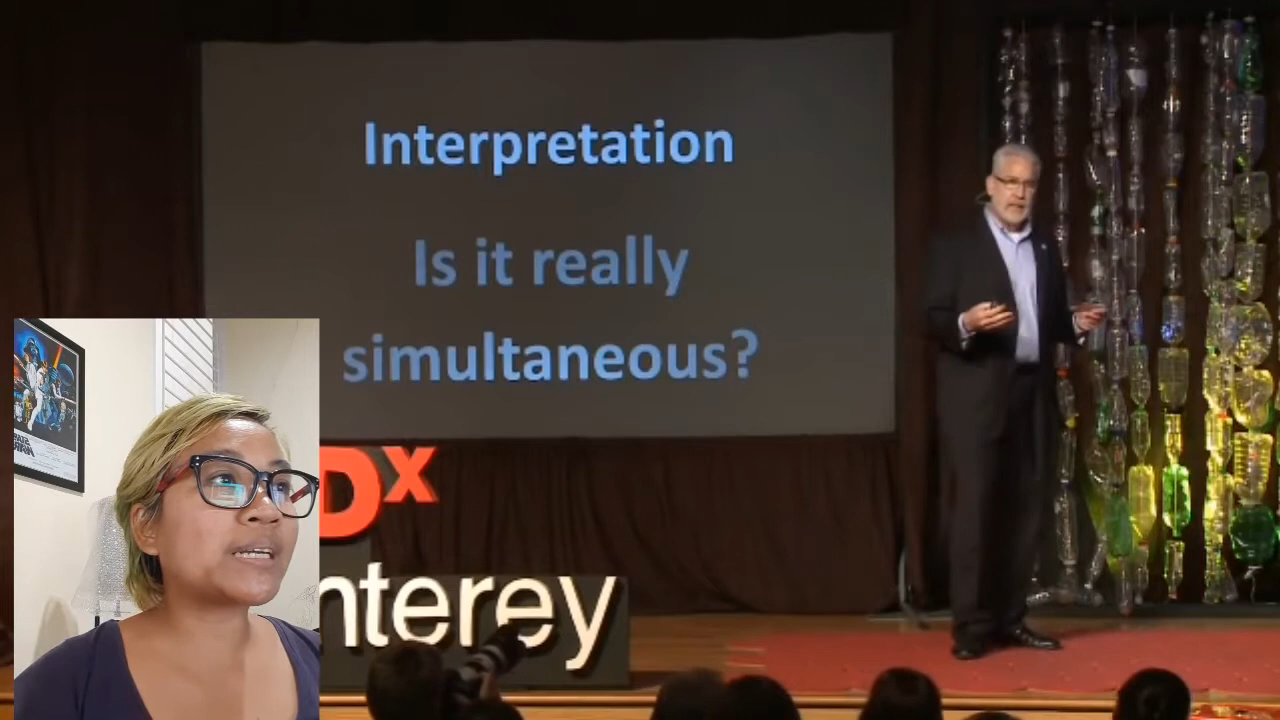 Interpretation
Is it really
simultaneous?
Dx
nterey